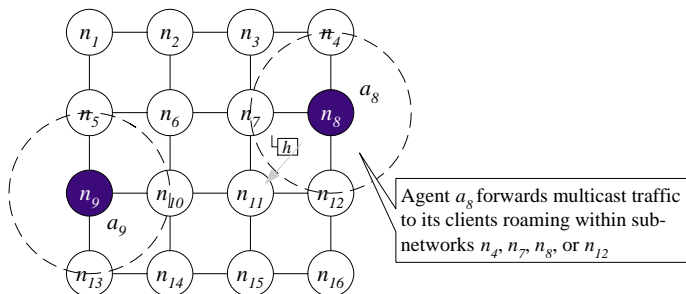 n1 n2 n3 n4
a8
n5 n6 n7 n8
h
n9 n10 n11 n12
a9
Agent a8 forwards multicast traffic
to its clients roaming within sub-
networks n4, n7, n8, or n12
n13 n14 n15 n16